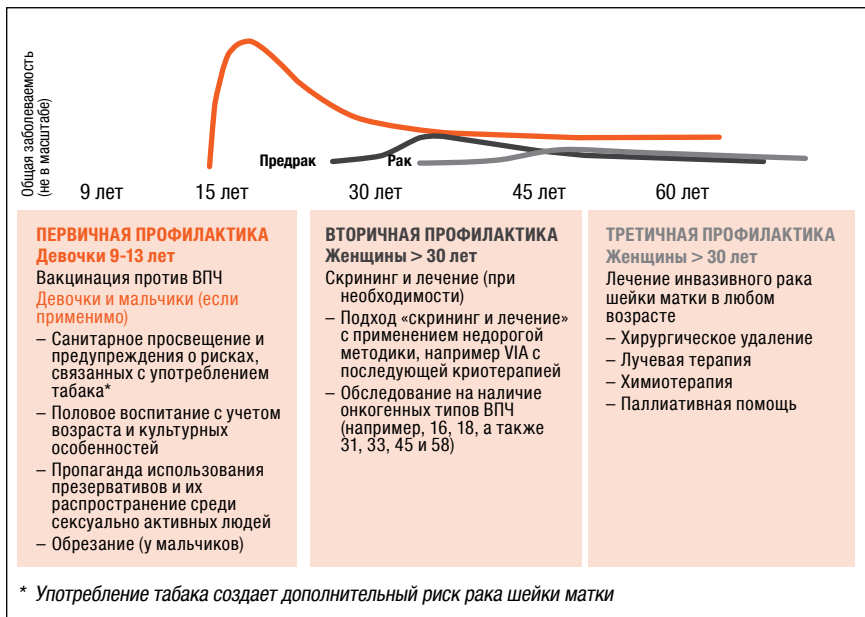 Общая заболеваемость
(не в масштабе)
Предрак
Рак
9 лет
15 лет
30 лет
45 лет
60 лет
ПЕРВИЧНАЯ ПРОФИЛАКТИКА
Девочки 9-13 лет
Вакцинация против ВПЧ
Девочки и мальчики (если
применимо)
– Санитарное просвещение и
предупреждения о рисках,
связанных с употреблением
табака*
– Половое воспитание с учетом
возраста и культурных
особенностей
– Пропаганда использования
презервативов и их
распространение среди
сексуально активных людей
– Обрезание (у мальчиков)
ВТОРИЧНАЯ ПРОФИЛАКТИКА
Женщины > 30 лет
Скрининг и лечение (при
необходимости)
– Подход «скрининг и лечение»
с применением недорогой
методики, например VIA с
последующей криотерапией
– Обследование на наличие
онкогенных типов ВПЧ
(например, 16, 18, а также
31, 33, 45 и 58)
ТРЕТИЧНАЯ ПРОФИЛАКТИКА
Женщины > 30 лет
Лечение инвазивного рака
шейки матки в любом
возрасте
– Хирургическое удаление
– Лучевая терапия
– Химиотерапия
– Паллиативная помощь
* Употребление табака создает дополнительный риск рака шейки матки